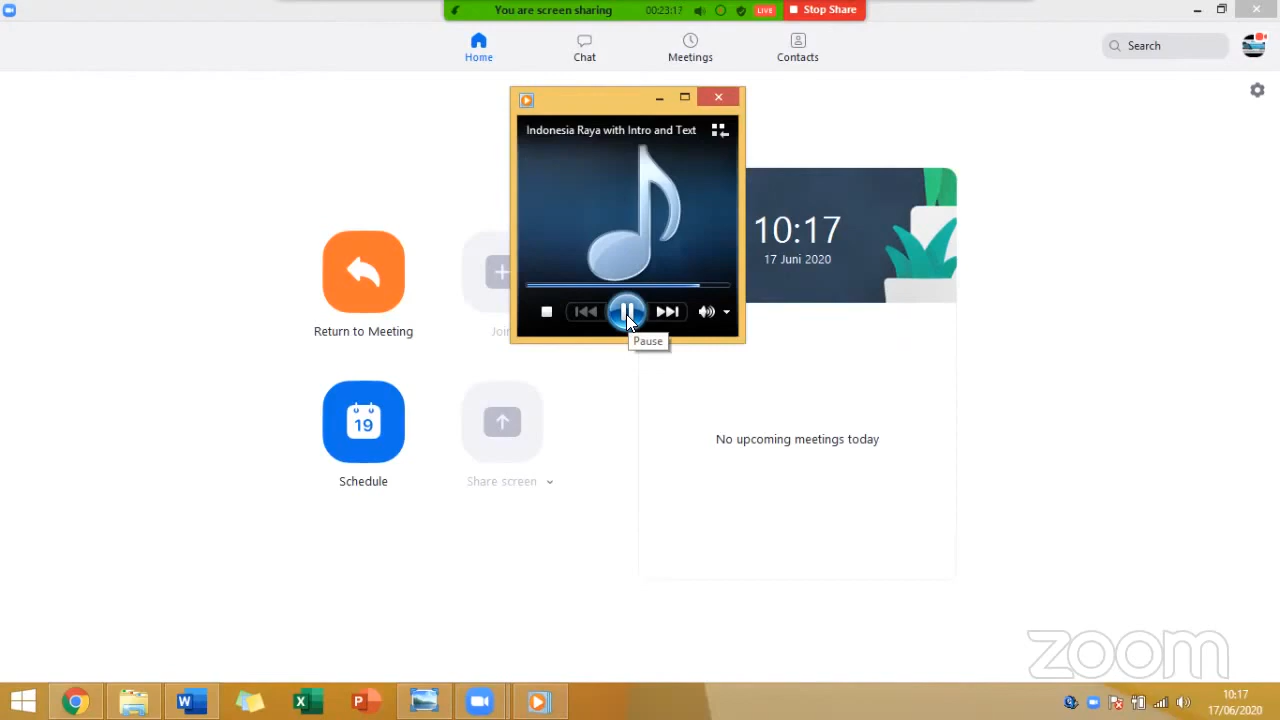 You are screen sharing 00:23:17 LIVE Stop Share
Home Chat Meetings Contacts Search
Indonesia Raya with Intro and Text
10:17
17 Juni 2020
Return to Meeting
Join
Pause
19
No upcoming meetings today
Schedule
Share screen
zoom
10:17
17/06/2020